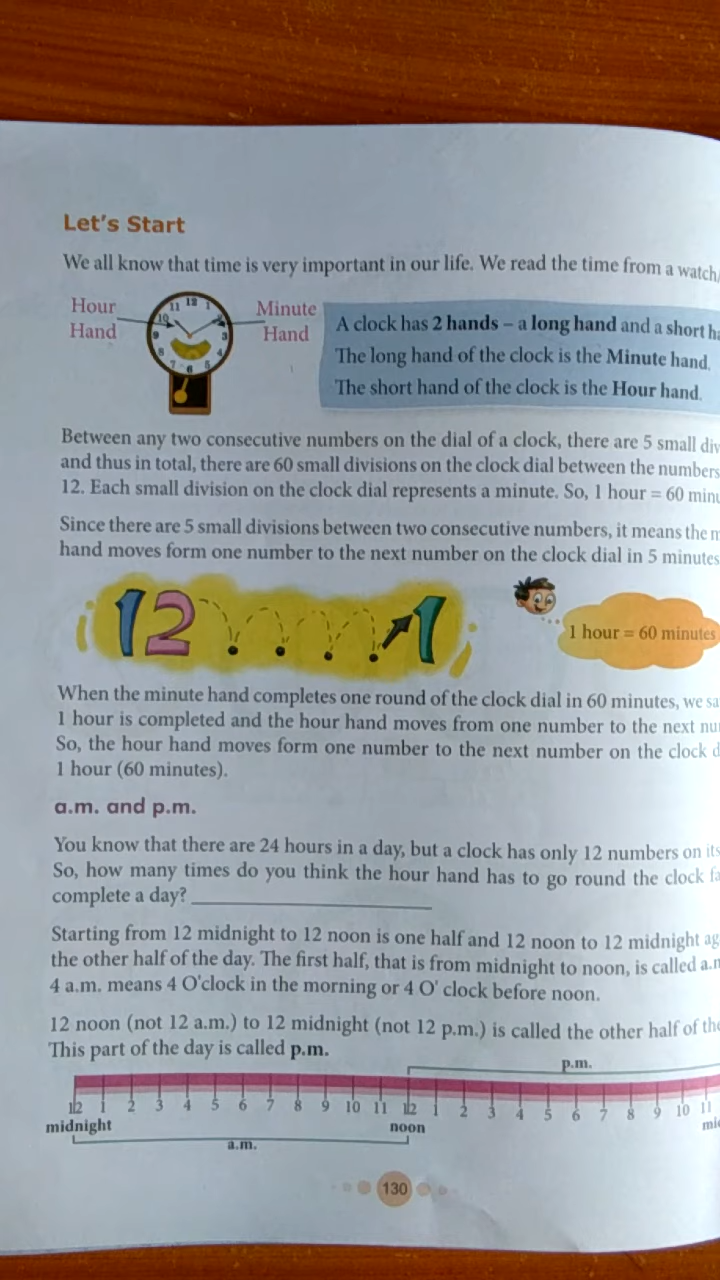 Let's Start
We all know that time is very important in our life. We read the time from a watch/
Hour
Hand
11 12 1
10 2
9 3
8 4
7 6 5
Minute
Hand
A clock has 2 hands – a long hand and a short
The long hand of the clock is the Minute hand.
The short hand of the clock is the Hour hand.
Between any two consecutive numbers on the dial of a clock, there are 5 small
and thus in total, there are 60 small divisions on the clock dial between the numbers
12. Each small division on the clock dial represents a minute. So, 1 hour = 60
Since there are 5 small divisions between two consecutive numbers, it means the
hand moves form one number to the next number on the clock dial in 5 minutes
12 1
1 hour = 60 minutes
When the minute hand completes one round of the clock dial in 60 minutes, we
1 hour is completed and the hour hand moves from one number to the next
So, the hour hand moves form one number to the next number on the clock
1 hour (60 minutes).
a.m. and p.m.
You know that there are 24 hours in a day, but a clock has only 12 numbers on its
So, how many times do you think the hour hand has to go round the clock
complete a day?
Starting from 12 midnight to 12 noon is one half and 12 noon to 12 midnight
the other half of the day. The first half, that is from midnight to noon, is called
4 a.m. means 4 O'clock in the morning or 4 O' clock before noon.
12 noon (not 12 a.m.) to 12 midnight (not 12 p.m.) is called the other half of the
This part of the day is called p.m.
p.m.
12 1 2 3 4 5 6 7 8 9 10 11 12 1 2 3 4 5 6 7 8 9 10 11
midnight noon
a.m.
130